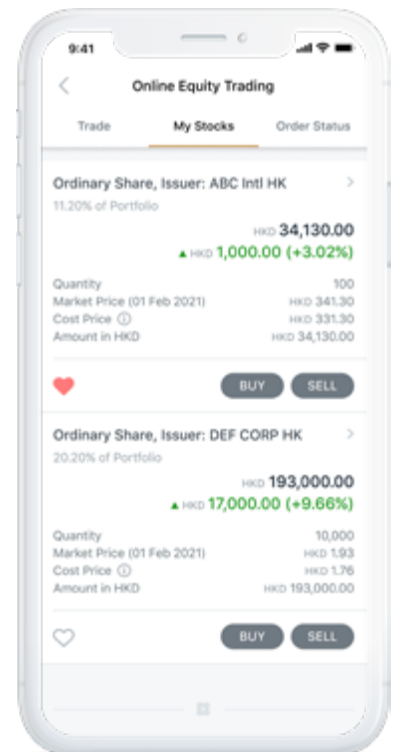 9:41
Online Equity Trading
Trade My Stocks Order Status
Ordinary Share, Issuer: ABC Intl HK
11.20% of Portfolio
HKD 34,130.00
▲ HKD 1,000.00 (+3.02%)
Quantity 100
Market Price (01 Feb 2021) HKD 341.30
Cost Price HKD 331.30
Amount in HKD HKD 34,130.00
BUY SELL
Ordinary Share, Issuer: DEF CORP HK
20.20% of Portfolio
HKD 193,000.00
▲ HKD 17,000.00 (+9.66%)
Quantity 10,000
Market Price (01 Feb 2021) HKD 1.93
Cost Price HKD 1.76
Amount in HKD HKD 193,000.00
BUY SELL